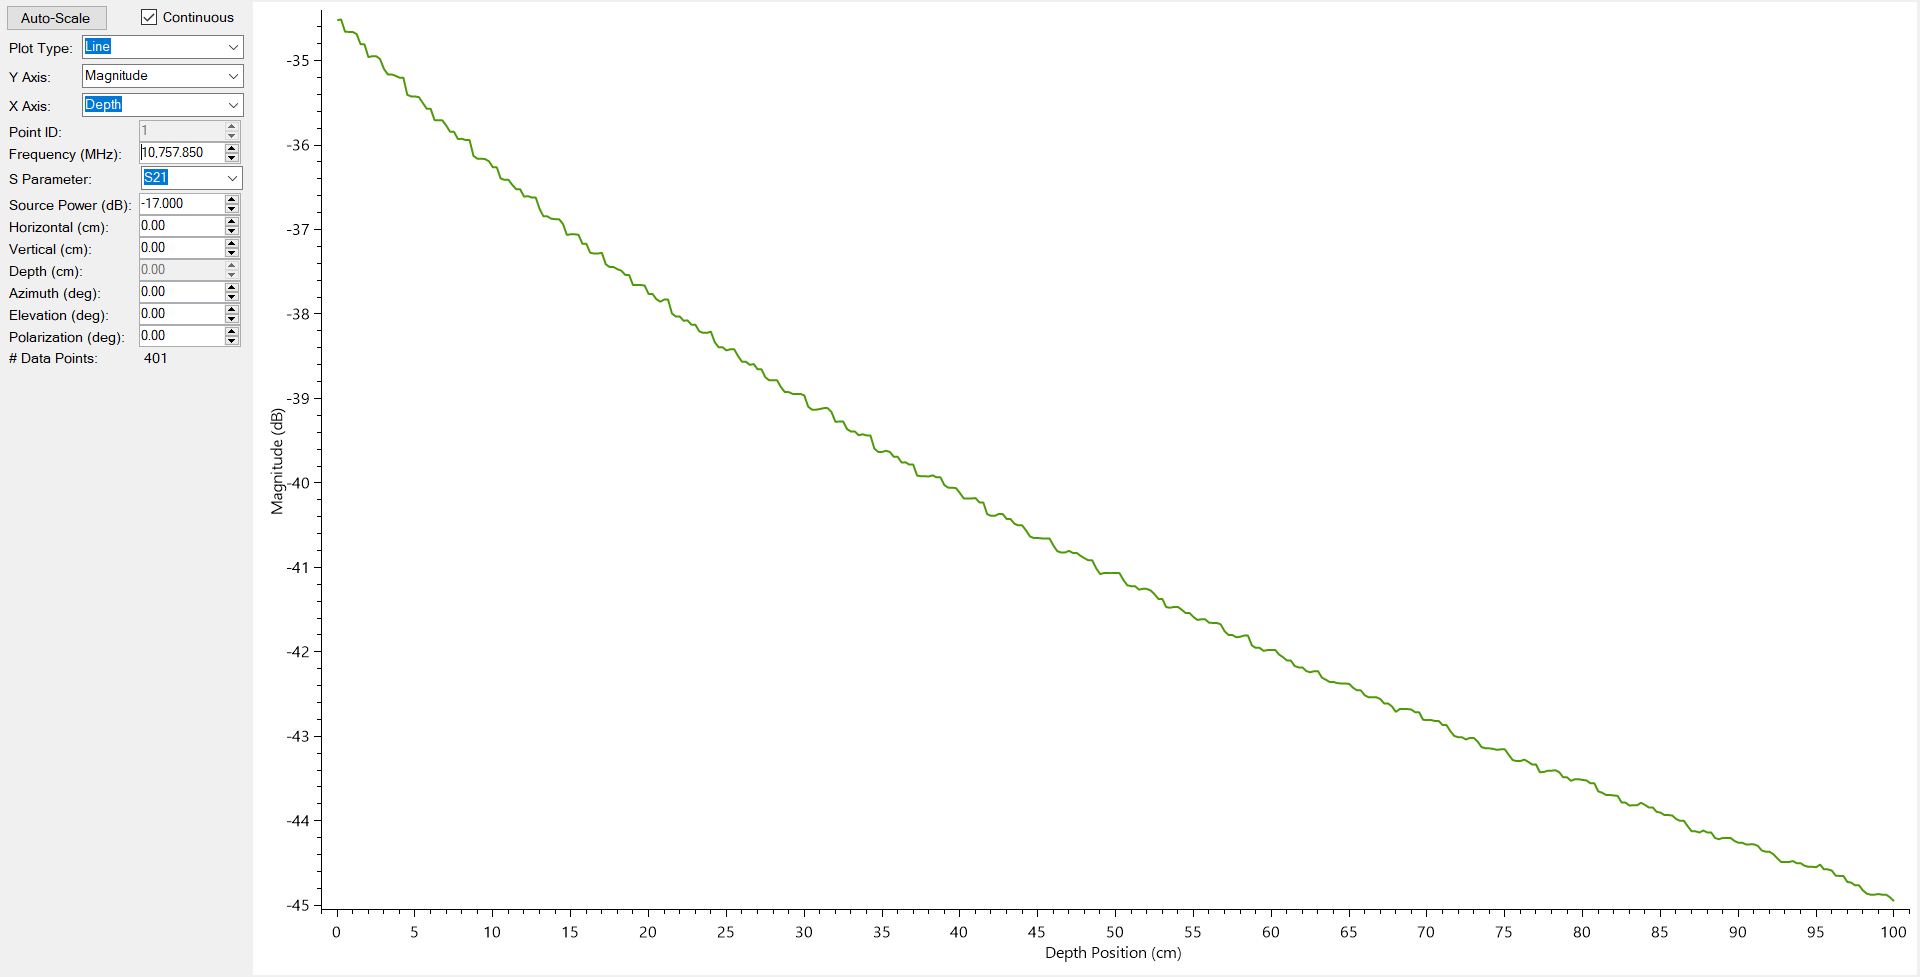 Auto-Scale
Continuous
Plot Type: Line
Y Axis: Magnitude
X Axis: Depth
Point ID: 1
Frequency (MHz): 10,757.850
S Parameter: S21
Source Power (dB): -17.000
Horizontal (cm): 0.00
Vertical (cm): 0.00
Depth (cm): 0.00
Azimuth (deg): 0.00
Elevation (deg): 0.00
Polarization (deg): 0.00
# Data Points: 401
Magnitude (dB)
-35
-36
-37
-38
-39
-40
-41
-42
-43
-44
-45
0 5 10 15 20 25 30 35 40 45 50 55 60 65 70 75 80 85 90 95 100
Depth Position (cm)